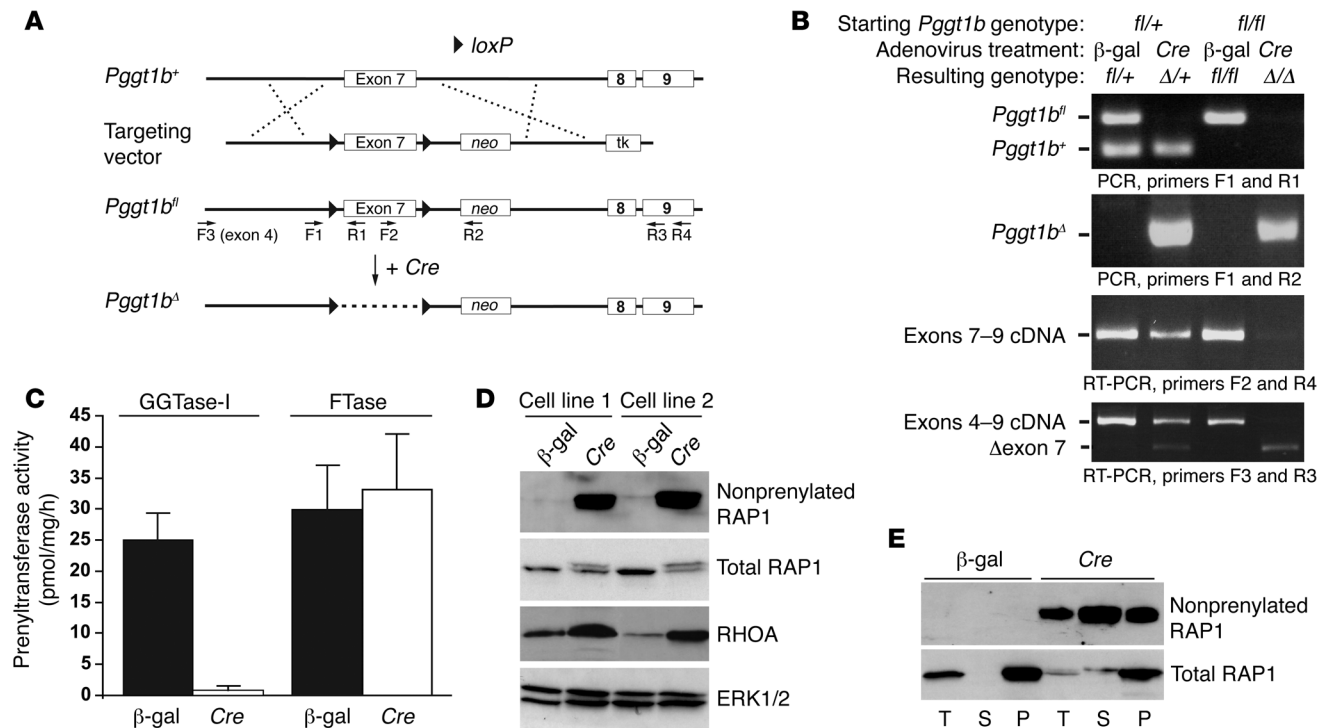 A
loxP
Pggt1b+
Exon 7
8
9
Targeting
vector
Exon 7
neo
tk
Pggt1bfl
Exon 7
neo
8
9
F3 (exon 4)
F1
R1
F2
R2
R3
R4
+ Cre
Pggt1bΔ
neo
8
9
B
Starting Pggt1b genotype: fl/+ fl/fl
Adenovirus treatment: β-gal Cre β-gal Cre
Resulting genotype: fl/+ Δ/+ fl/fl Δ/Δ
Pggt1bfl
Pggt1b+
PCR, primers F1 and R1
Pggt1bΔ
PCR, primers F1 and R2
Exons 7–9 cDNA
RT-PCR, primers F2 and R4
Exons 4–9 cDNA
Δexon 7
RT-PCR, primers F3 and R3
C
GGTase-I FTase
Prenyltransferase activity
(pmol/mg/h)
45
40
35
30
25
20
15
10
5
0
β-gal Cre β-gal Cre
D
Cell line 1 Cell line 2
β-gal Cre β-gal Cre
Nonprenylated
RAP1
Total RAP1
RHOA
ERK1/2
E
β-gal Cre
Nonprenylated
RAP1
Total RAP1
T S P T S P